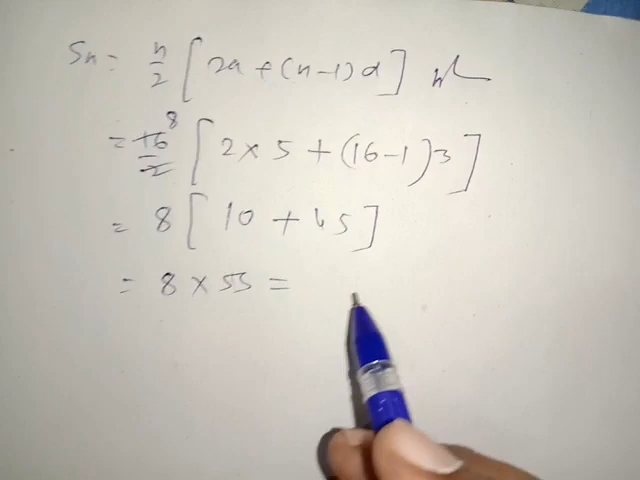 Sn = n/2 [ 2a + (n-1)d ]
= 16/2 8 [ 2 × 5 + (16-1)3 ]
= 8 [ 10 + 45 ]
= 8 × 55 =